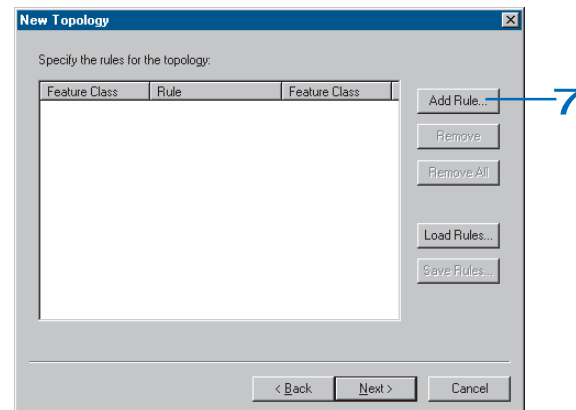 New Topology
Specify the rules for the topology:
Feature Class Rule Feature Class
Add Rule...
7
Remove
Remove All
Load Rules...
Save Rules...
< Back Next > Cancel